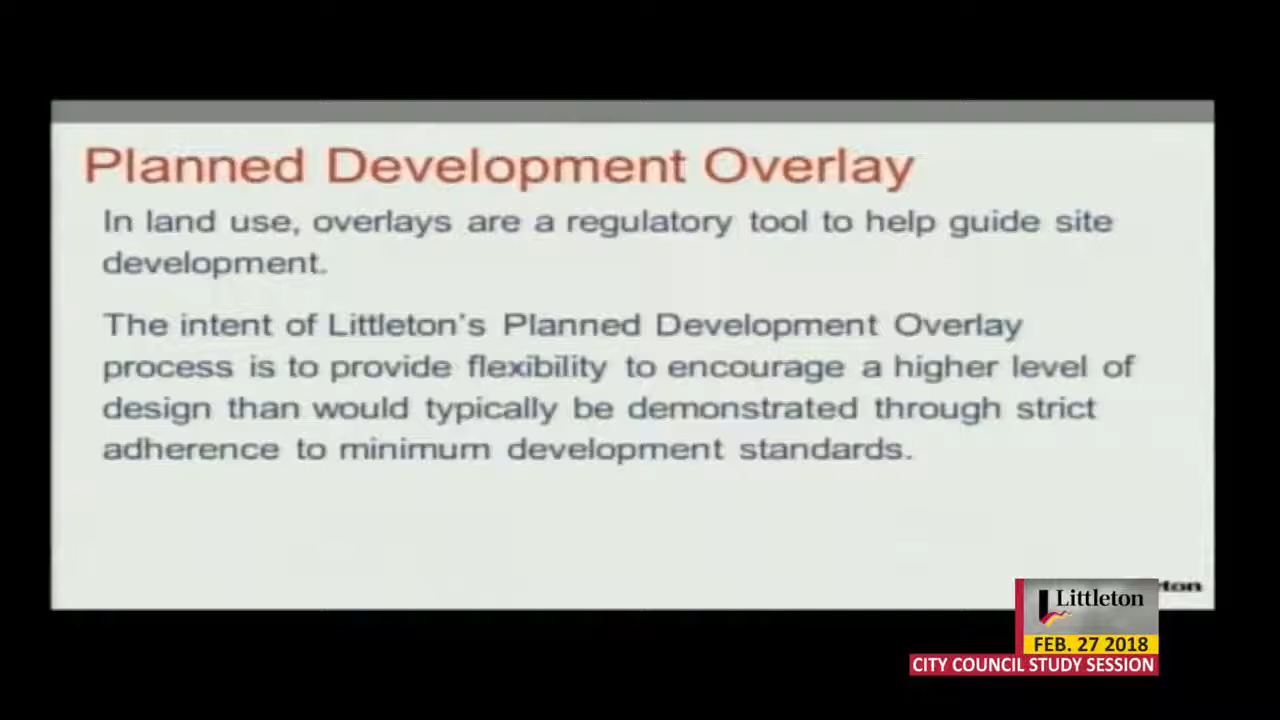 Planned Development Overlay
In land use, overlays are a regulatory tool to help guide site
development.
The intent of Littleton's Planned Development Overlay
process is to provide flexibility to encourage a higher level of
design than would typically be demonstrated through strict
adherence to minimum development standards.
Littleton
FEB. 27 2018
CITY COUNCIL STUDY SESSION